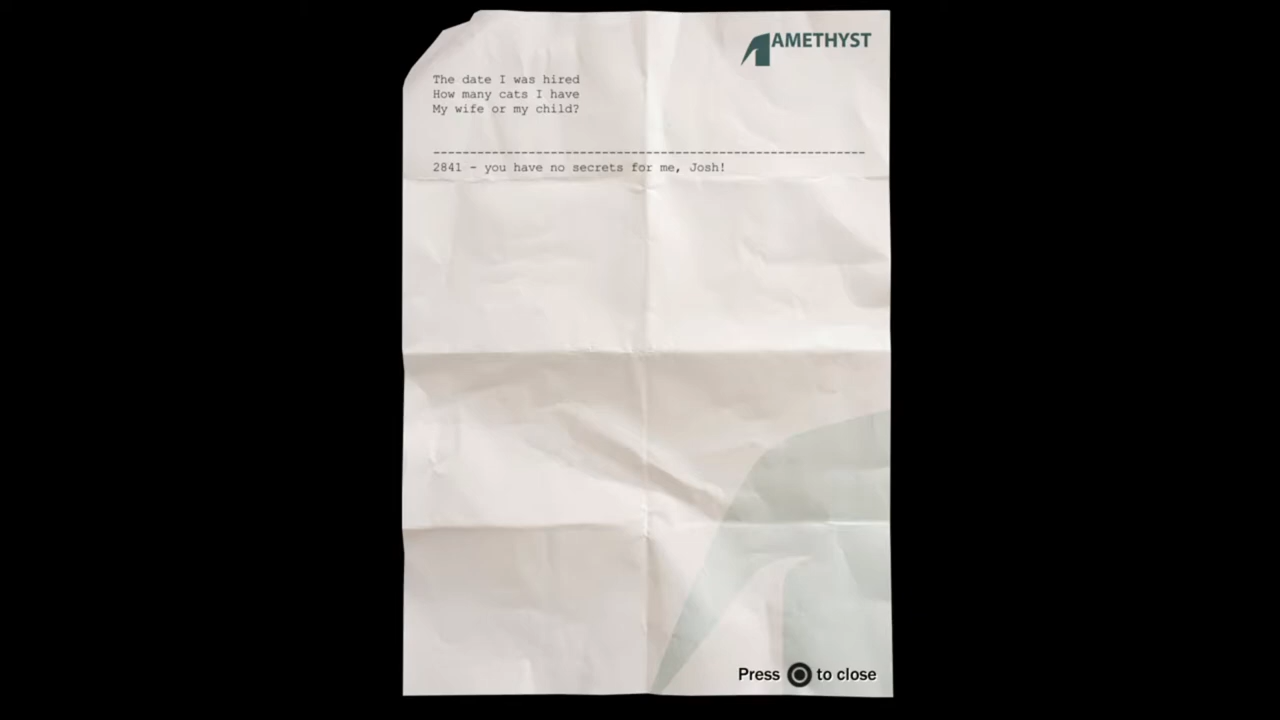 AMETHYST
The date I was hired
How many cats I have
My wife or my child?
-----------------------------------------------------------
2841 - you have no secrets for me, Josh!
Press to close